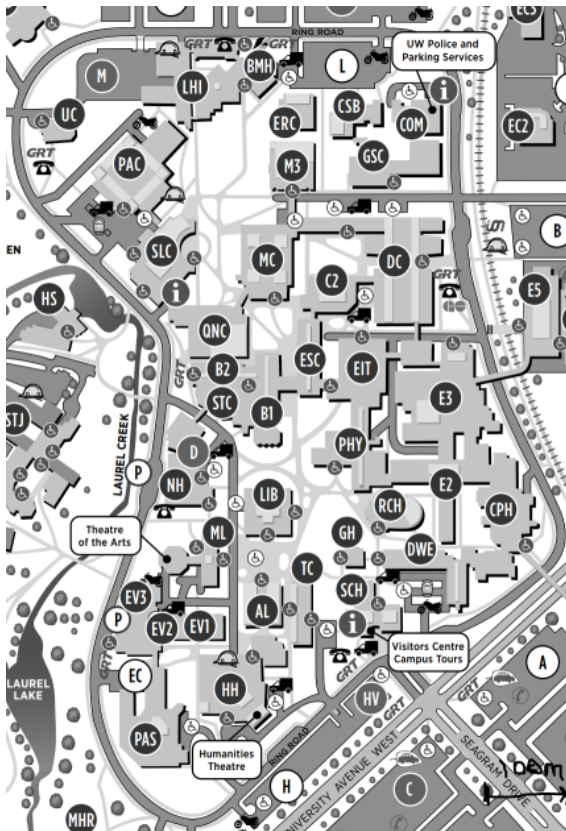 RING ROAD
GRT
GRT
EC3
UW Police and
Parking Services
M
LHI
BMH
L
UC
CSB
COM
ERC
EC2
GRT
PAC
M3
GSC
B
EN
SLC
MC
DC
C2
GRT
HS
E5
QNC
ESC
EIT
GRT
B2
STC
B1
E3
STJ
LAUREL CREEK
D
PHY
P
NH
LIB
E2
RCH
CPH
Theatre
of the Arts
ML
GH
DWE
TC
EV3
SCH
P
EV2
EV1
AL
Visitors Centre
Campus Tours
GRT
EC
HH
GRT
A
LAUREL
LAKE
HV
GRT
GRT
PAS
Humanities
Theatre
RING ROAD
UNIVERSITY AVENUE WEST
SEAGRAM DRIVE
H
C
MHR